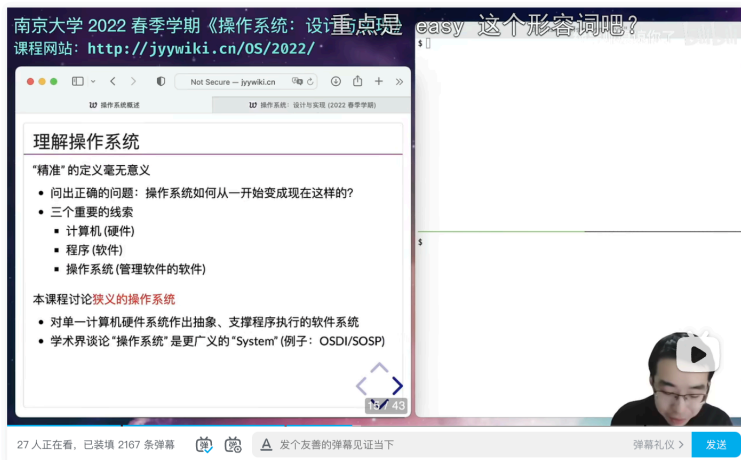 南京大学 2022 春季学期《操作系统：设计与实现》
重点是 easy 这个形容词吧？
课程网站：http://jyywiki.cn/OS/2022/
Not Secure — jyywiki.cn
操作系统概述
操作系统：设计与实现 (2022 春季学期)
理解操作系统
“精准” 的定义毫无意义
问出正确的问题：操作系统如何从一开始变成现在这样的?
三个重要的线索
计算机 (硬件)
程序 (软件)
操作系统 (管理软件的软件)
本课程讨论狭义的操作系统
对单一计算机硬件系统作出抽象、支撑程序执行的软件系统
学术界谈论 “操作系统” 是更广义的 “System” (例子：OSDI/SOSP)
15 / 43
$
$
27 人正在看，已装填 2167 条弹幕
弹
A 发个友善的弹幕见证当下
弹幕礼仪 >
发送